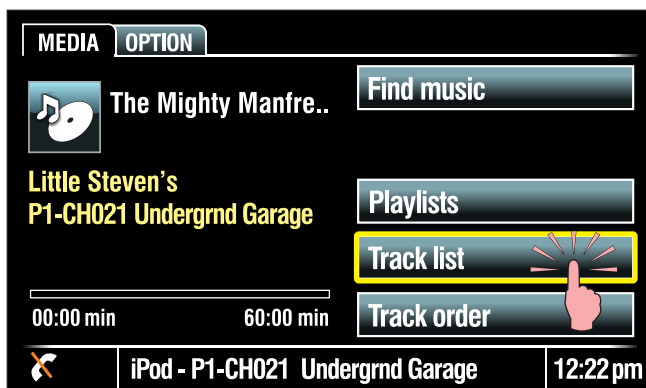 MEDIA OPTION
The Mighty Manfre..
Find music
Little Steven's
P1-CH021 Undergrnd Garage
Playlists
Track list
00:00 min 60:00 min
Track order
iPod - P1-CH021 Undergrnd Garage 12:22 pm